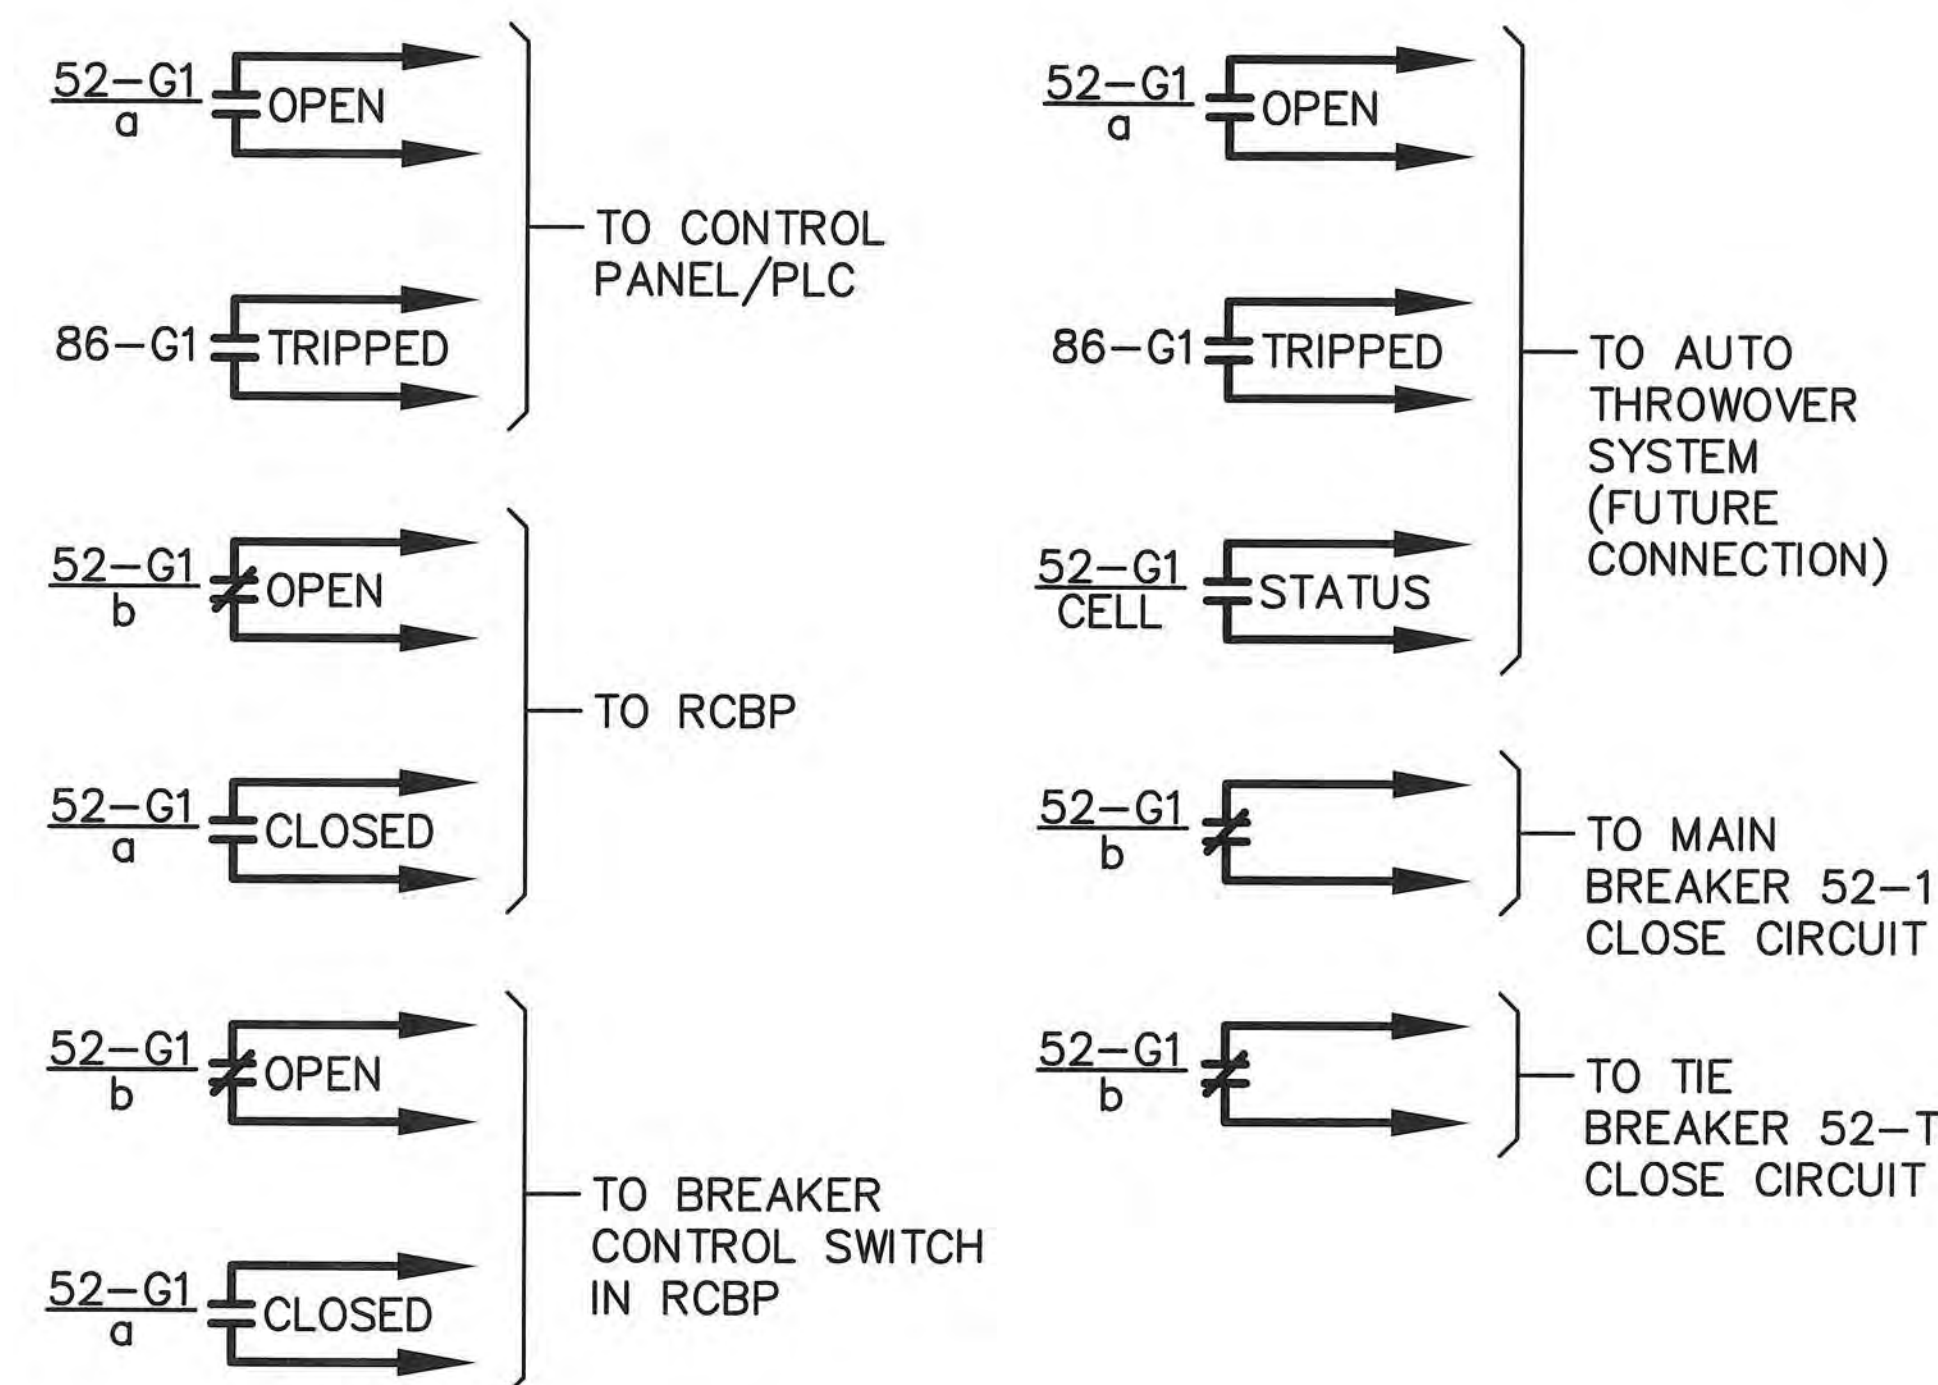 52-G1
a
OPEN
86-G1 TRIPPED
TO CONTROL
PANEL/PLC
52-G1
b
OPEN
52-G1
a
CLOSED
TO RCBP
52-G1
b
OPEN
52-G1
a
CLOSED
TO BREAKER
CONTROL SWITCH
IN RCBP
52-G1
a
OPEN
86-G1 TRIPPED
52-G1
CELL
STATUS
TO AUTO
THROWOVER
SYSTEM
(FUTURE
CONNECTION)
52-G1
b
TO MAIN
BREAKER 52-1
CLOSE CIRCUIT
52-G1
b
TO TIE
BREAKER 52-T
CLOSE CIRCUIT